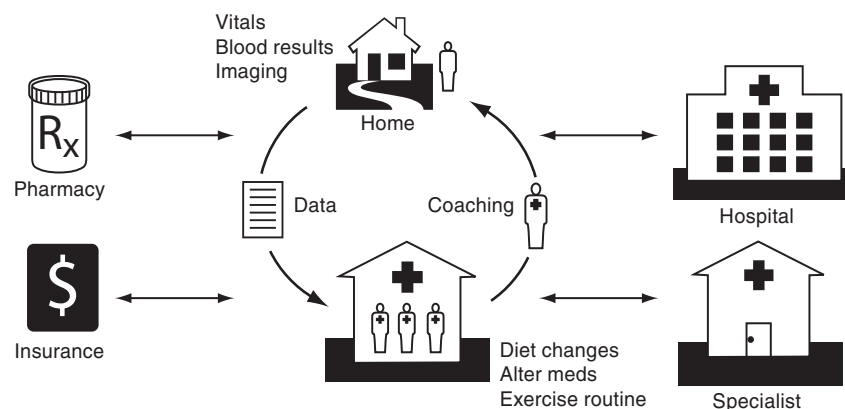 Vitals
Blood results
Imaging
Rx
Home
Pharmacy
Data
Coaching
Hospital
$
Insurance
Diet changes
Alter meds
Exercise routine
Specialist